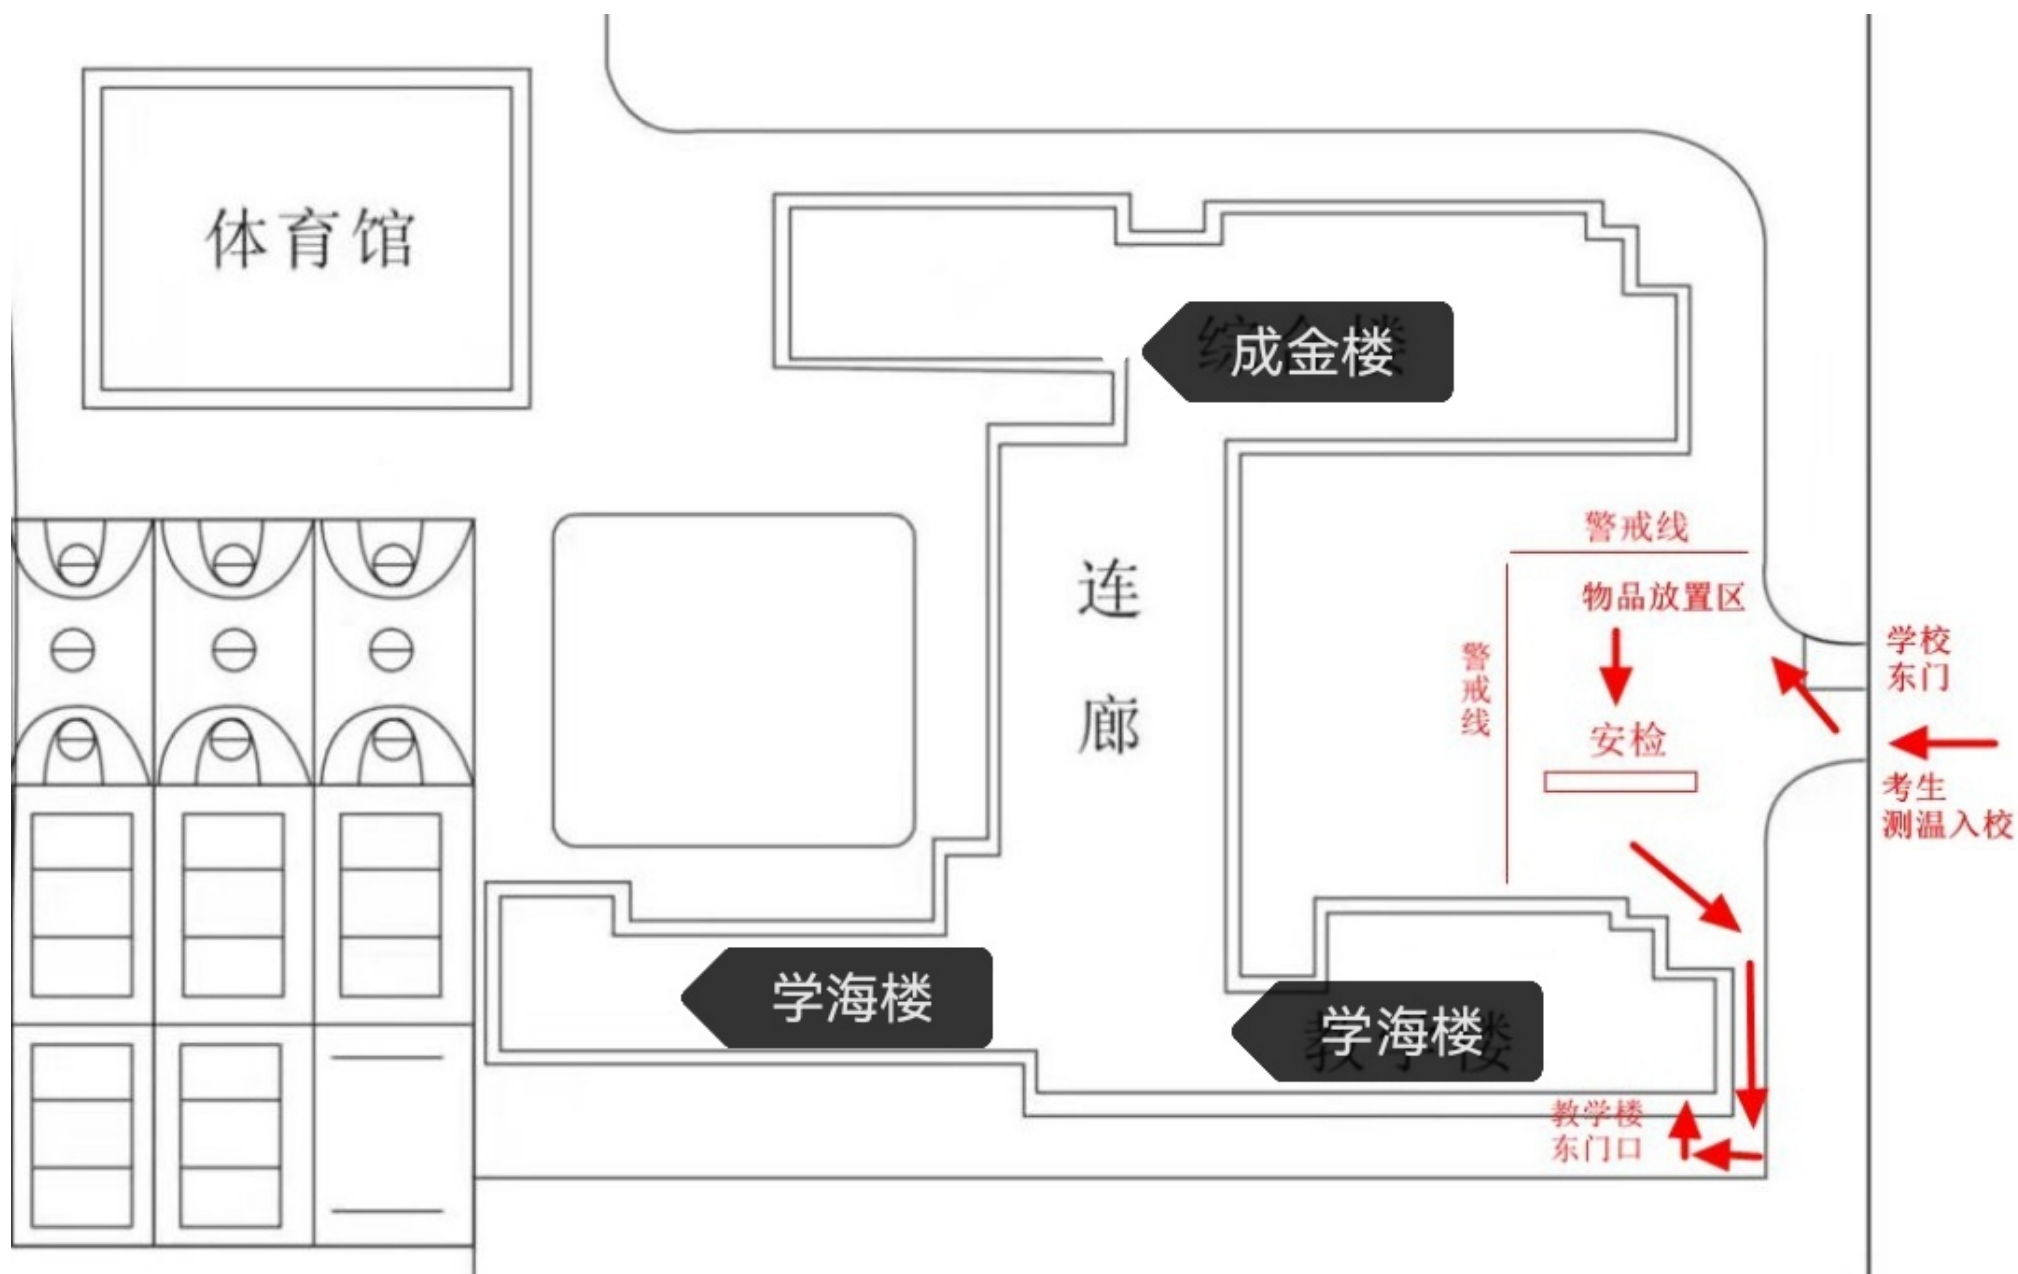 体育馆
成金楼
连廊
警戒线
物品放置区
警戒线
安检
学校
东门
考生
测温入校
学海楼
学海楼
教学楼
东门口